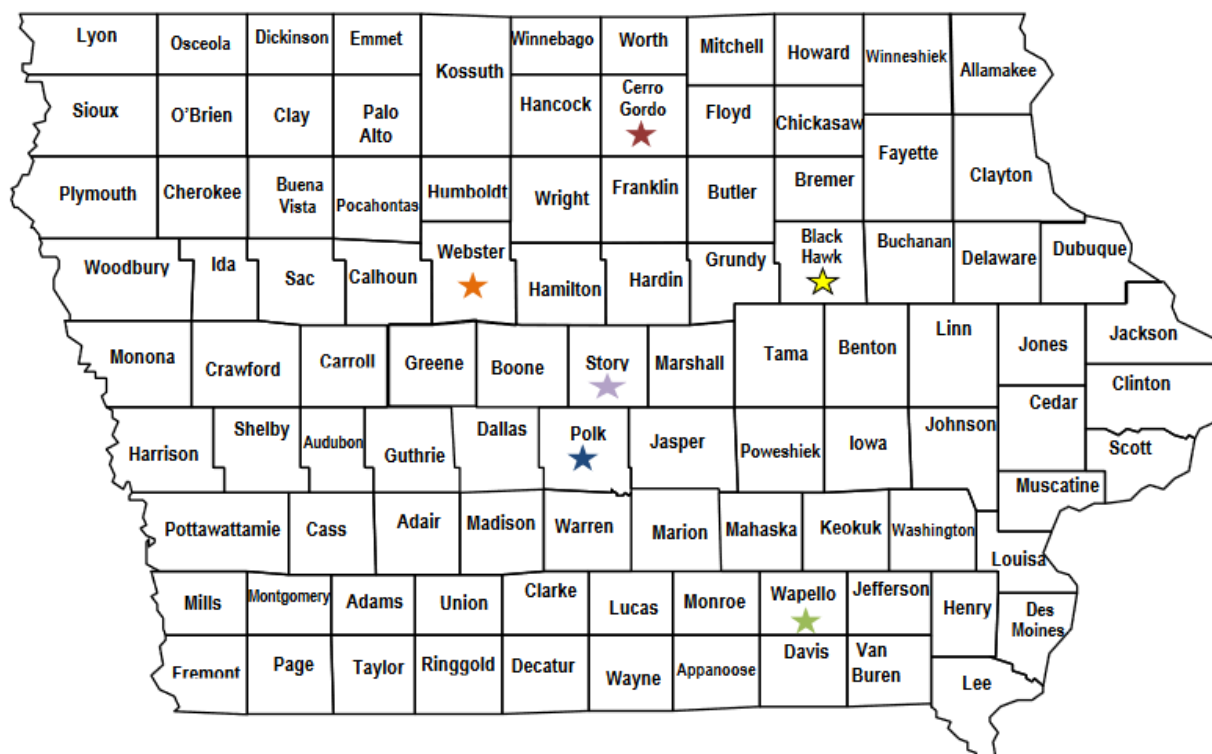 Lyon
Osceola
Dickinson
Emmet
Kossuth
Winnebago
Worth
Mitchell
Howard
Winneshiek
Allamakee
Sioux
O'Brien
Clay
Palo
Alto
Hancock
Cerro
Gordo
Floyd
Chickasaw
Fayette
Clayton
Plymouth
Cherokee
Buena
Vista
Pocahontas
Humboldt
Wright
Franklin
Butler
Bremer
Woodbury
Ida
Sac
Calhoun
Webster
Hamilton
Hardin
Grundy
Black
Hawk
Buchanan
Delaware
Dubuque
Monona
Crawford
Carroll
Greene
Boone
Story
Marshall
Tama
Benton
Linn
Jones
Jackson
Clinton
Cedar
Harrison
Shelby
Audubon
Guthrie
Dallas
Polk
Jasper
Poweshiek
Iowa
Johnson
Scott
Muscatine
Pottawattamie
Cass
Adair
Madison
Warren
Marion
Mahaska
Keokuk
Washington
Louisa
Mills
Montgomery
Adams
Union
Clarke
Lucas
Monroe
Wapello
Jefferson
Henry
Des
Moines
Fremont
Page
Taylor
Ringgold
Decatur
Wayne
Appanoose
Davis
Van
Buren
Lee